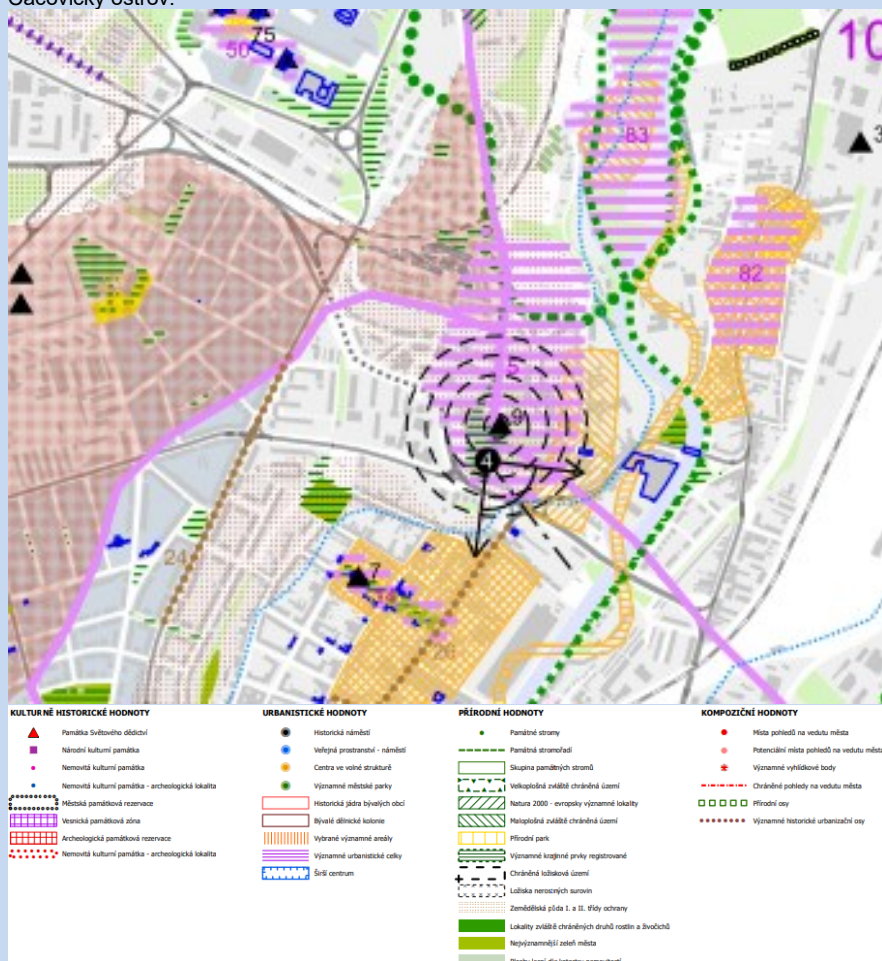 75
50
10
83
3
82
5
9
4
24
7
26
KULTURNĚ HISTORICKÉ HODNOTY
Památka Světového dědictví
Národní kulturní památka
Nemovitá kulturní památka
Nemovitá kulturní památka - archeologická lokalita
Městská památková rezervace
Vesnická památková zóna
Archeologická památková rezervace
Nemovitá kulturní památka - archeologická lokalita
URBANISTICKÉ HODNOTY
Historická náměstí
Veřejná prostranství - náměstí
Centra ve volné struktuře
Významné městské parky
Historická jádra bývalých obcí
Bývalé dělnické kolonie
Vybrané významné areály
Významné urbanistické celky
Širší centrum
PŘÍRODNÍ HODNOTY
Památné stromy
Památná stromořadí
Skupina památných stromů
Velkoplošná zvláště chráněná území
Natura 2000 - evropsky významné lokality
Maloplošná zvláště chráněná území
Přírodní park
Významné krajinné prvky registrované
Chráněná ložisková území
Ložiska nerostných surovin
Zemědělská půda I. a II. třídy ochrany
Lokality zvláště chráněných druhů rostlin a živočichů
Nejvýznamnější zeleň města
KOMPOZIČNÍ HODNOTY
Místa pohledů na vedutu města
Potenciální místa pohledů na vedutu města
Významné vyhlídkové body
Chráněné pohledy na vedutu města
Přírodní osy
Významné historické urbanizační osy